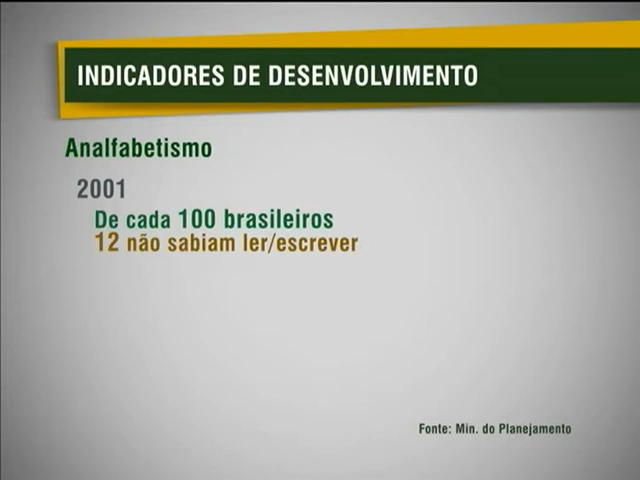 INDICADORES DE DESENVOLVIMENTO
Analfabetismo
2001
De cada 100 brasileiros
12 não sabiam ler/escrever
Fonte: Min. do Planejamento